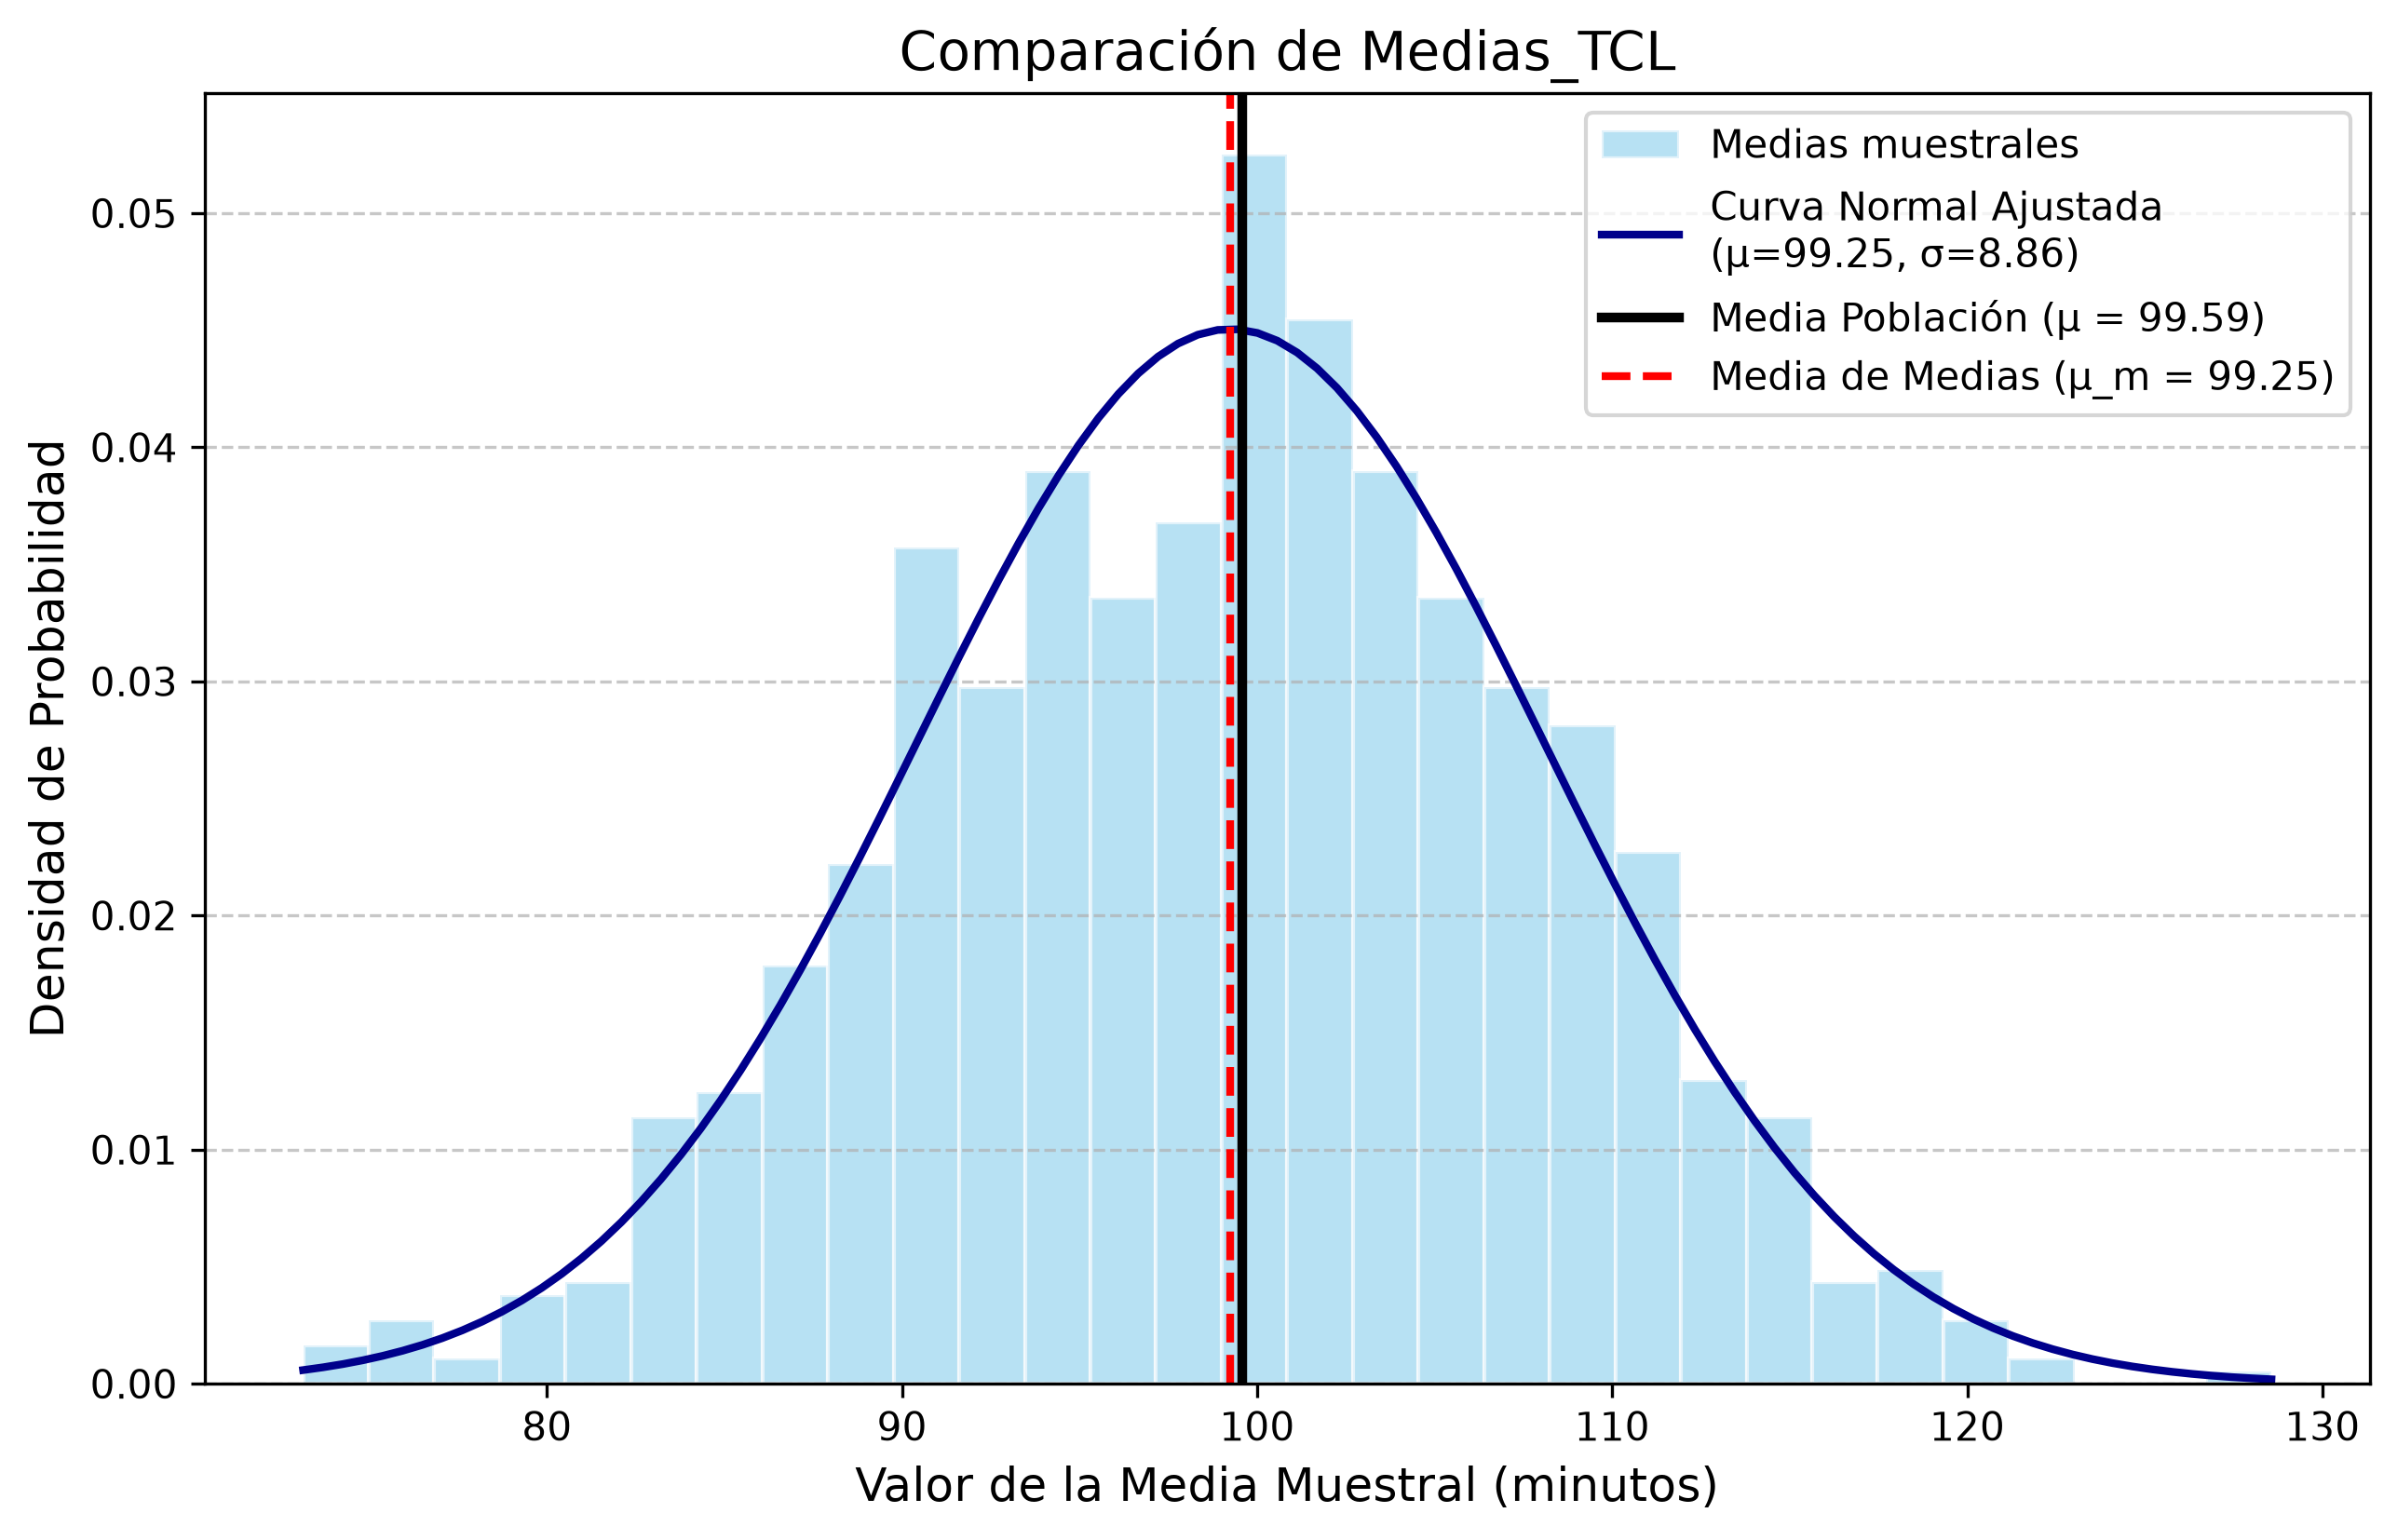 Comparación de Medias_TCL
Medias muestrales
Curva Normal Ajustada
(μ=99.25, σ=8.86)
Media Población (μ = 99.59)
Media de Medias (μ_m = 99.25)
Densidad de Probabilidad
0.05
0.04
0.03
0.02
0.01
0.00
80 90 100 110 120 130
Valor de la Media Muestral (minutos)